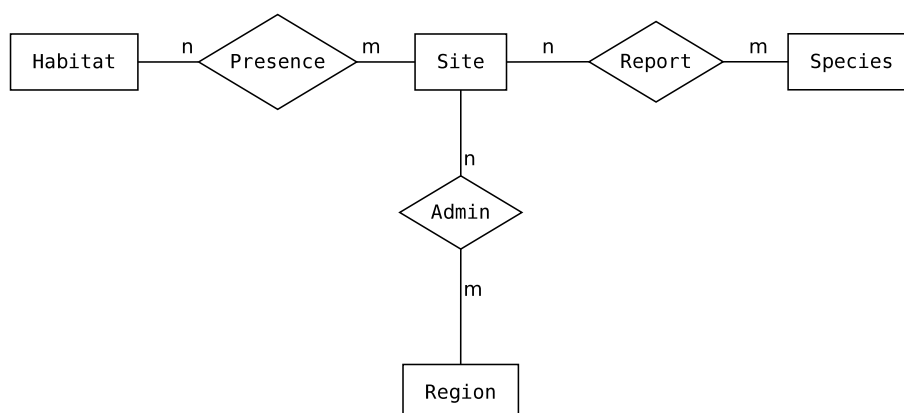 Habitat n Presence m Site n Report m Species
n
Admin
m
Region